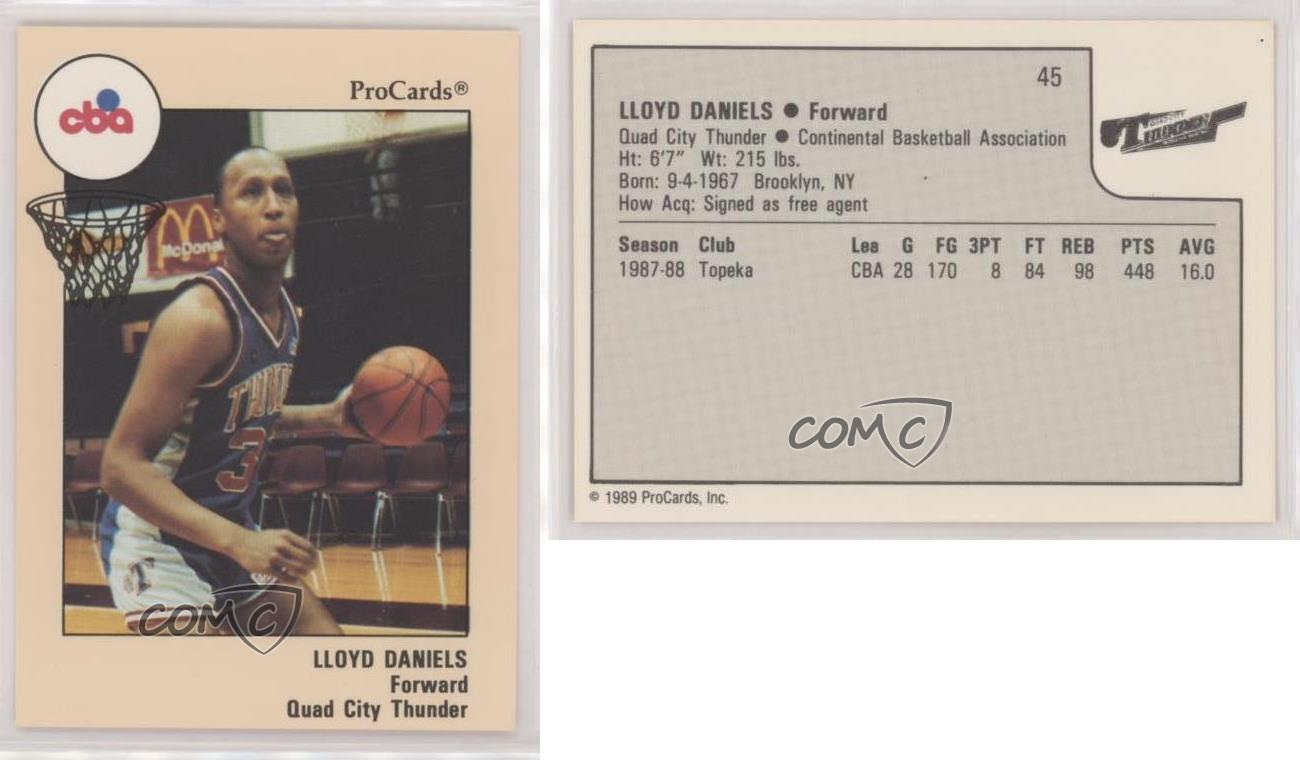 cba
ProCards®
McDonal
THUND
3
T
COMC
LLOYD DANIELS
Forward
Quad City Thunder
45
LLOYD DANIELS ● Forward
Quad City Thunder ● Continental Basketball Association
Ht: 6'7" Wt: 215 lbs.
Born: 9-4-1967 Brooklyn, NY
How Acq: Signed as free agent
THUNDER
Season Club Lea G FG 3PT FT REB PTS AVG
1987-88 Topeka CBA 28 170 8 84 98 448 16.0
COMC
© 1989 ProCards, Inc.